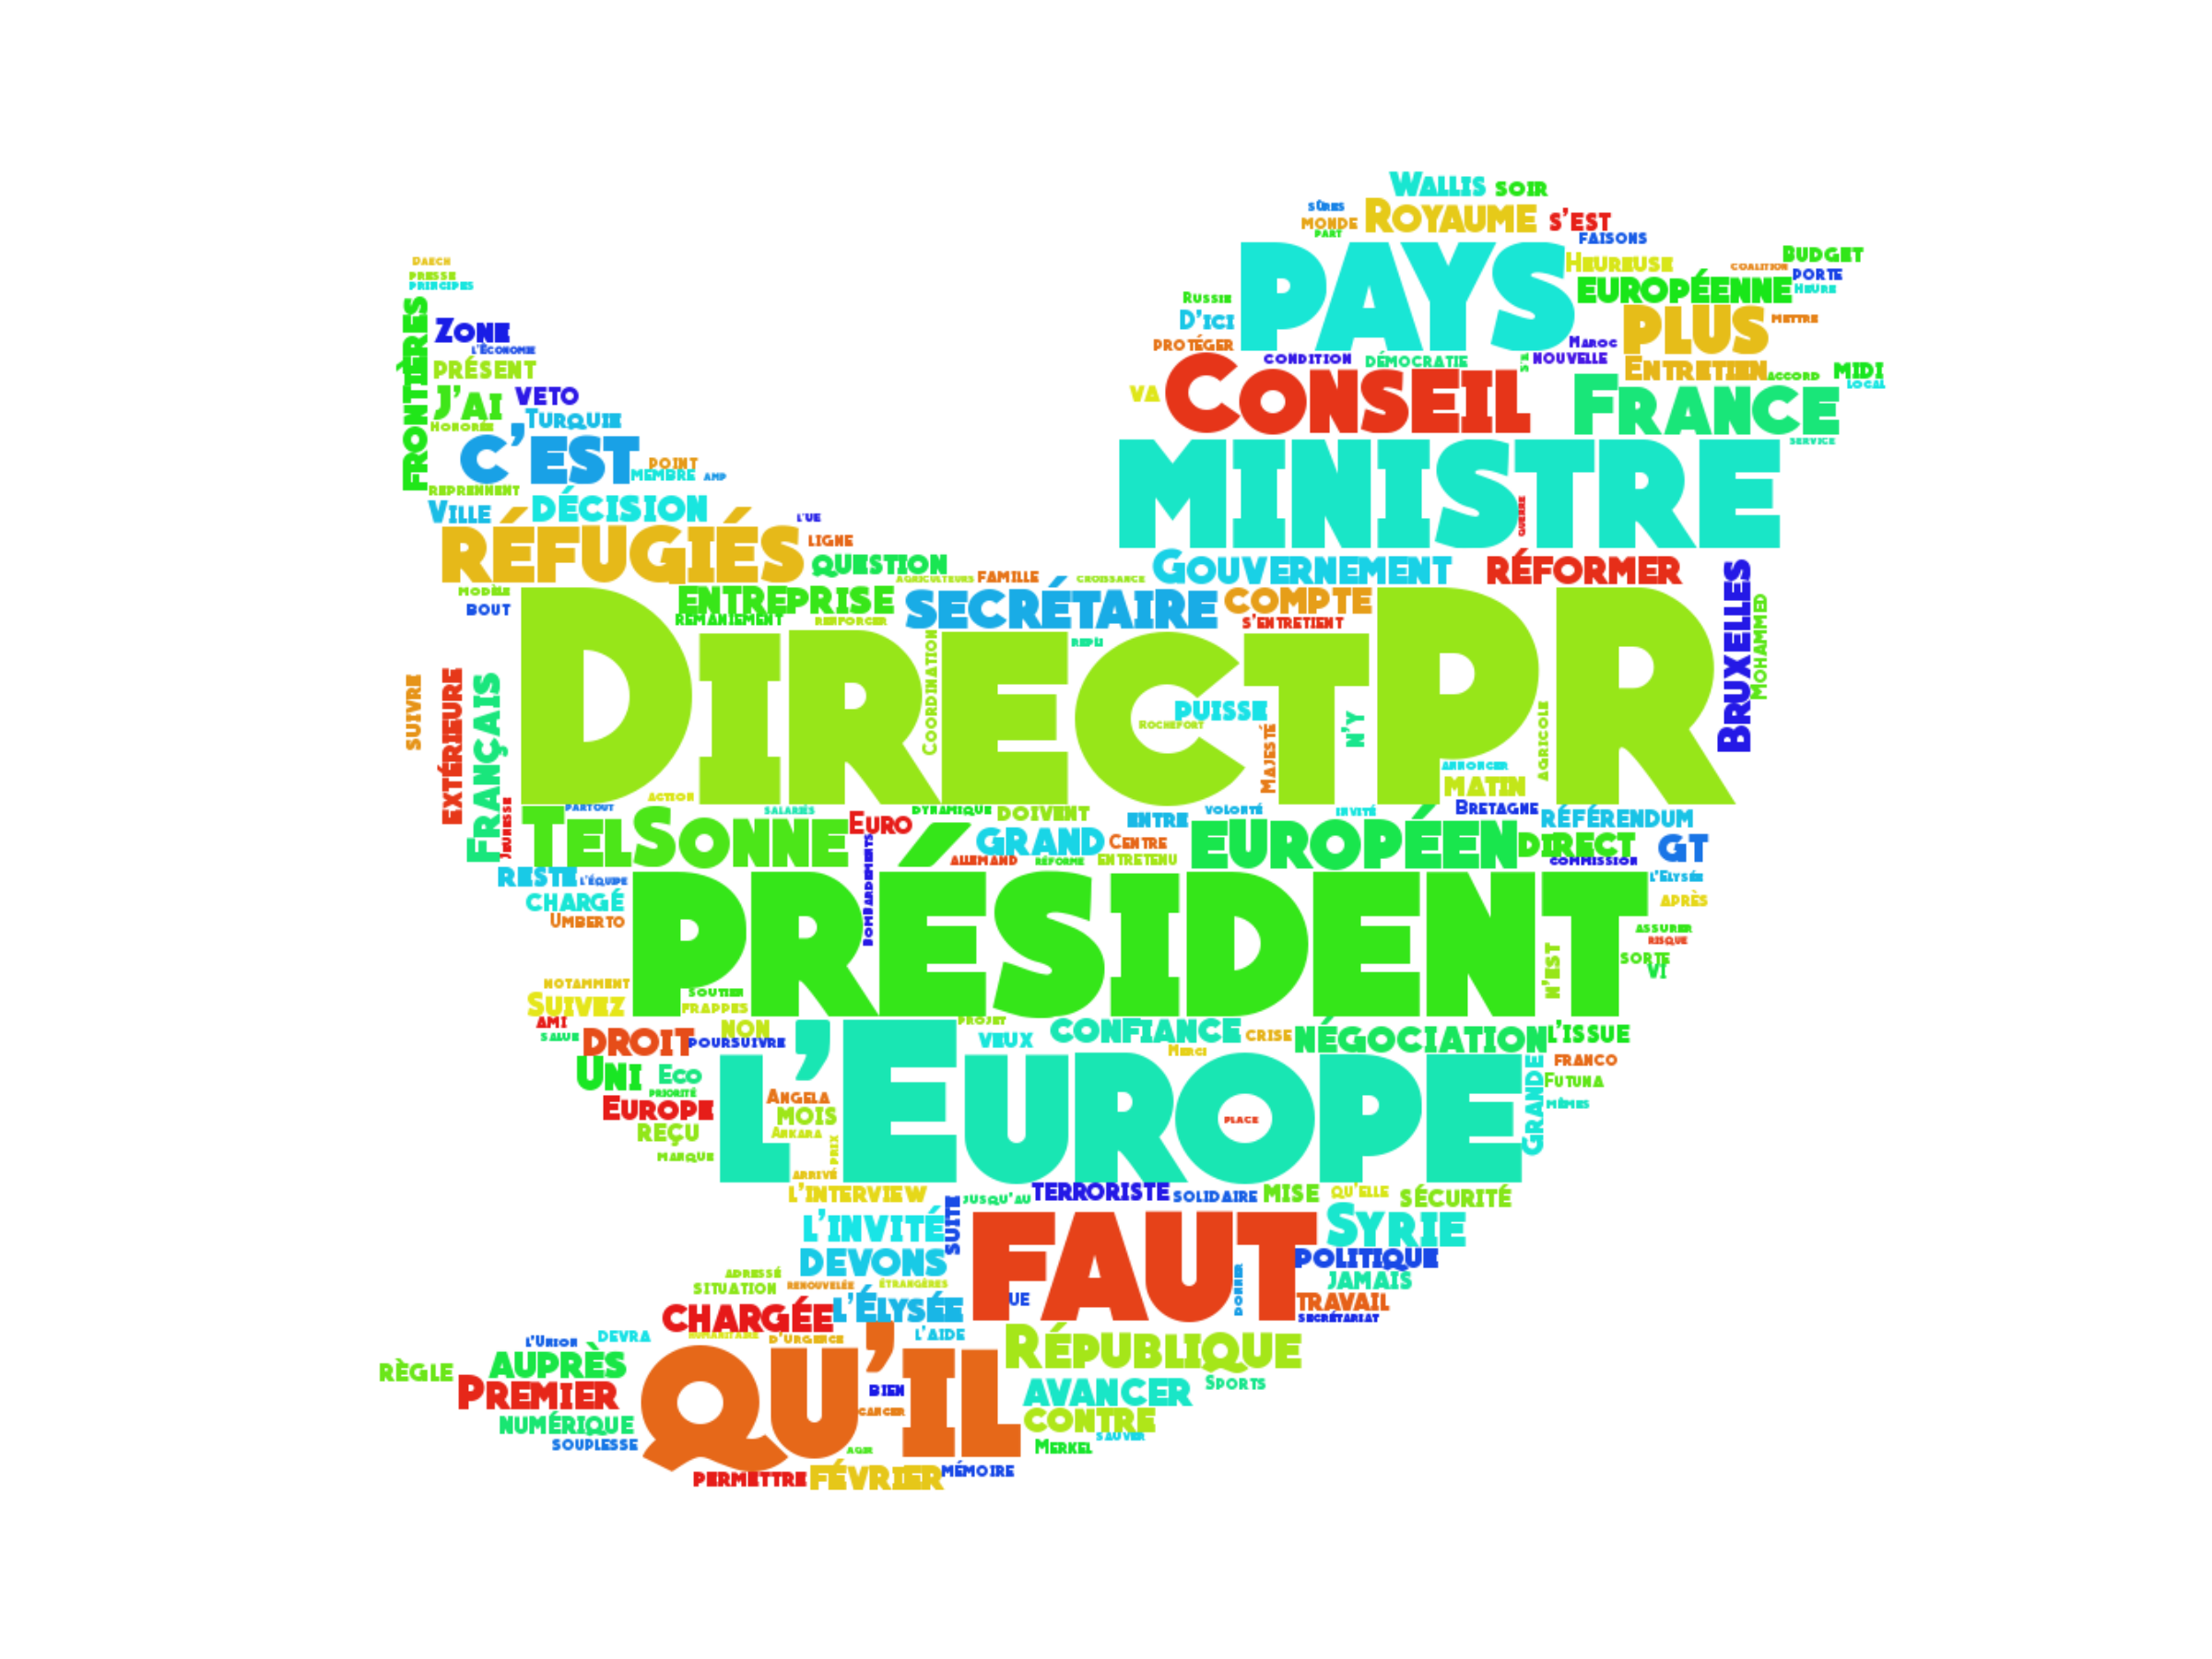 Wallis soir
sûres
monde Royaume s'est
part
faisons
Daech
presse
principes
pays Heureuse coalition Budget
porte
européenne heure
Russie
D'ici
protéger
plus mettre
Maroc
condition démocratie nouvelle
frontières
Zone
l'Économie
présent
J'ai veto
Honorée
Turquie
va Conseil
Entretien accord midi
local
France
service
c'est point
membre amp
reprennent
Ville décision
ministre
guerre
réfugiés l'UE
ligne
question
agriculteurs famille croissance
Gouvernement réformer
modèle
bout
entreprise
remaniement renforcer
secrétaire compte
s'entretient
repli
Bruxelles
Mohammed
DirectPR
Coordination
puisse
Rochefort
Majesté
n'y
agricole
annoncer
matin
suivre
extérieure
Français
jeunesse
partout action salariés dynamique doivent
entre volonté invité Bretagne référendum
TelSonne Euro
grand Centre
allemand réforme entretenu
européen direct
commission
GT
reste l'équipe
chargé
Umberto
bombardements
président
l'Elysée
après
assurer
risque
sorte
VI
n'est
notamment
Suivez
soutien
frappes
ami
salue
droit non
poursuivre
projet
veux confiance crise négociation l'issue
Merci
franco
Futuna
mêmes
grande
Uni Eco
priorité
Europe
reçu
marque
l'Europe
Angela
mois
Ankara
prix
arrivé
place
l'interview jusqu'au terroriste solidaire mise qu'elle sécurité
l'invité suite
devons
faut Syrie
politique
jamais
travail
secrétariat
donner
UE
adressé
situation renouvelée étrangères
chargée l'Élysée
humanitaire d'urgence l'aide
l'Union devra
règle auprès
Premier
numérique
souplesse
qu'il
bien
cancer
agir
République
avancer Sports
contre
sauver
Merkel
permettre février mémoire